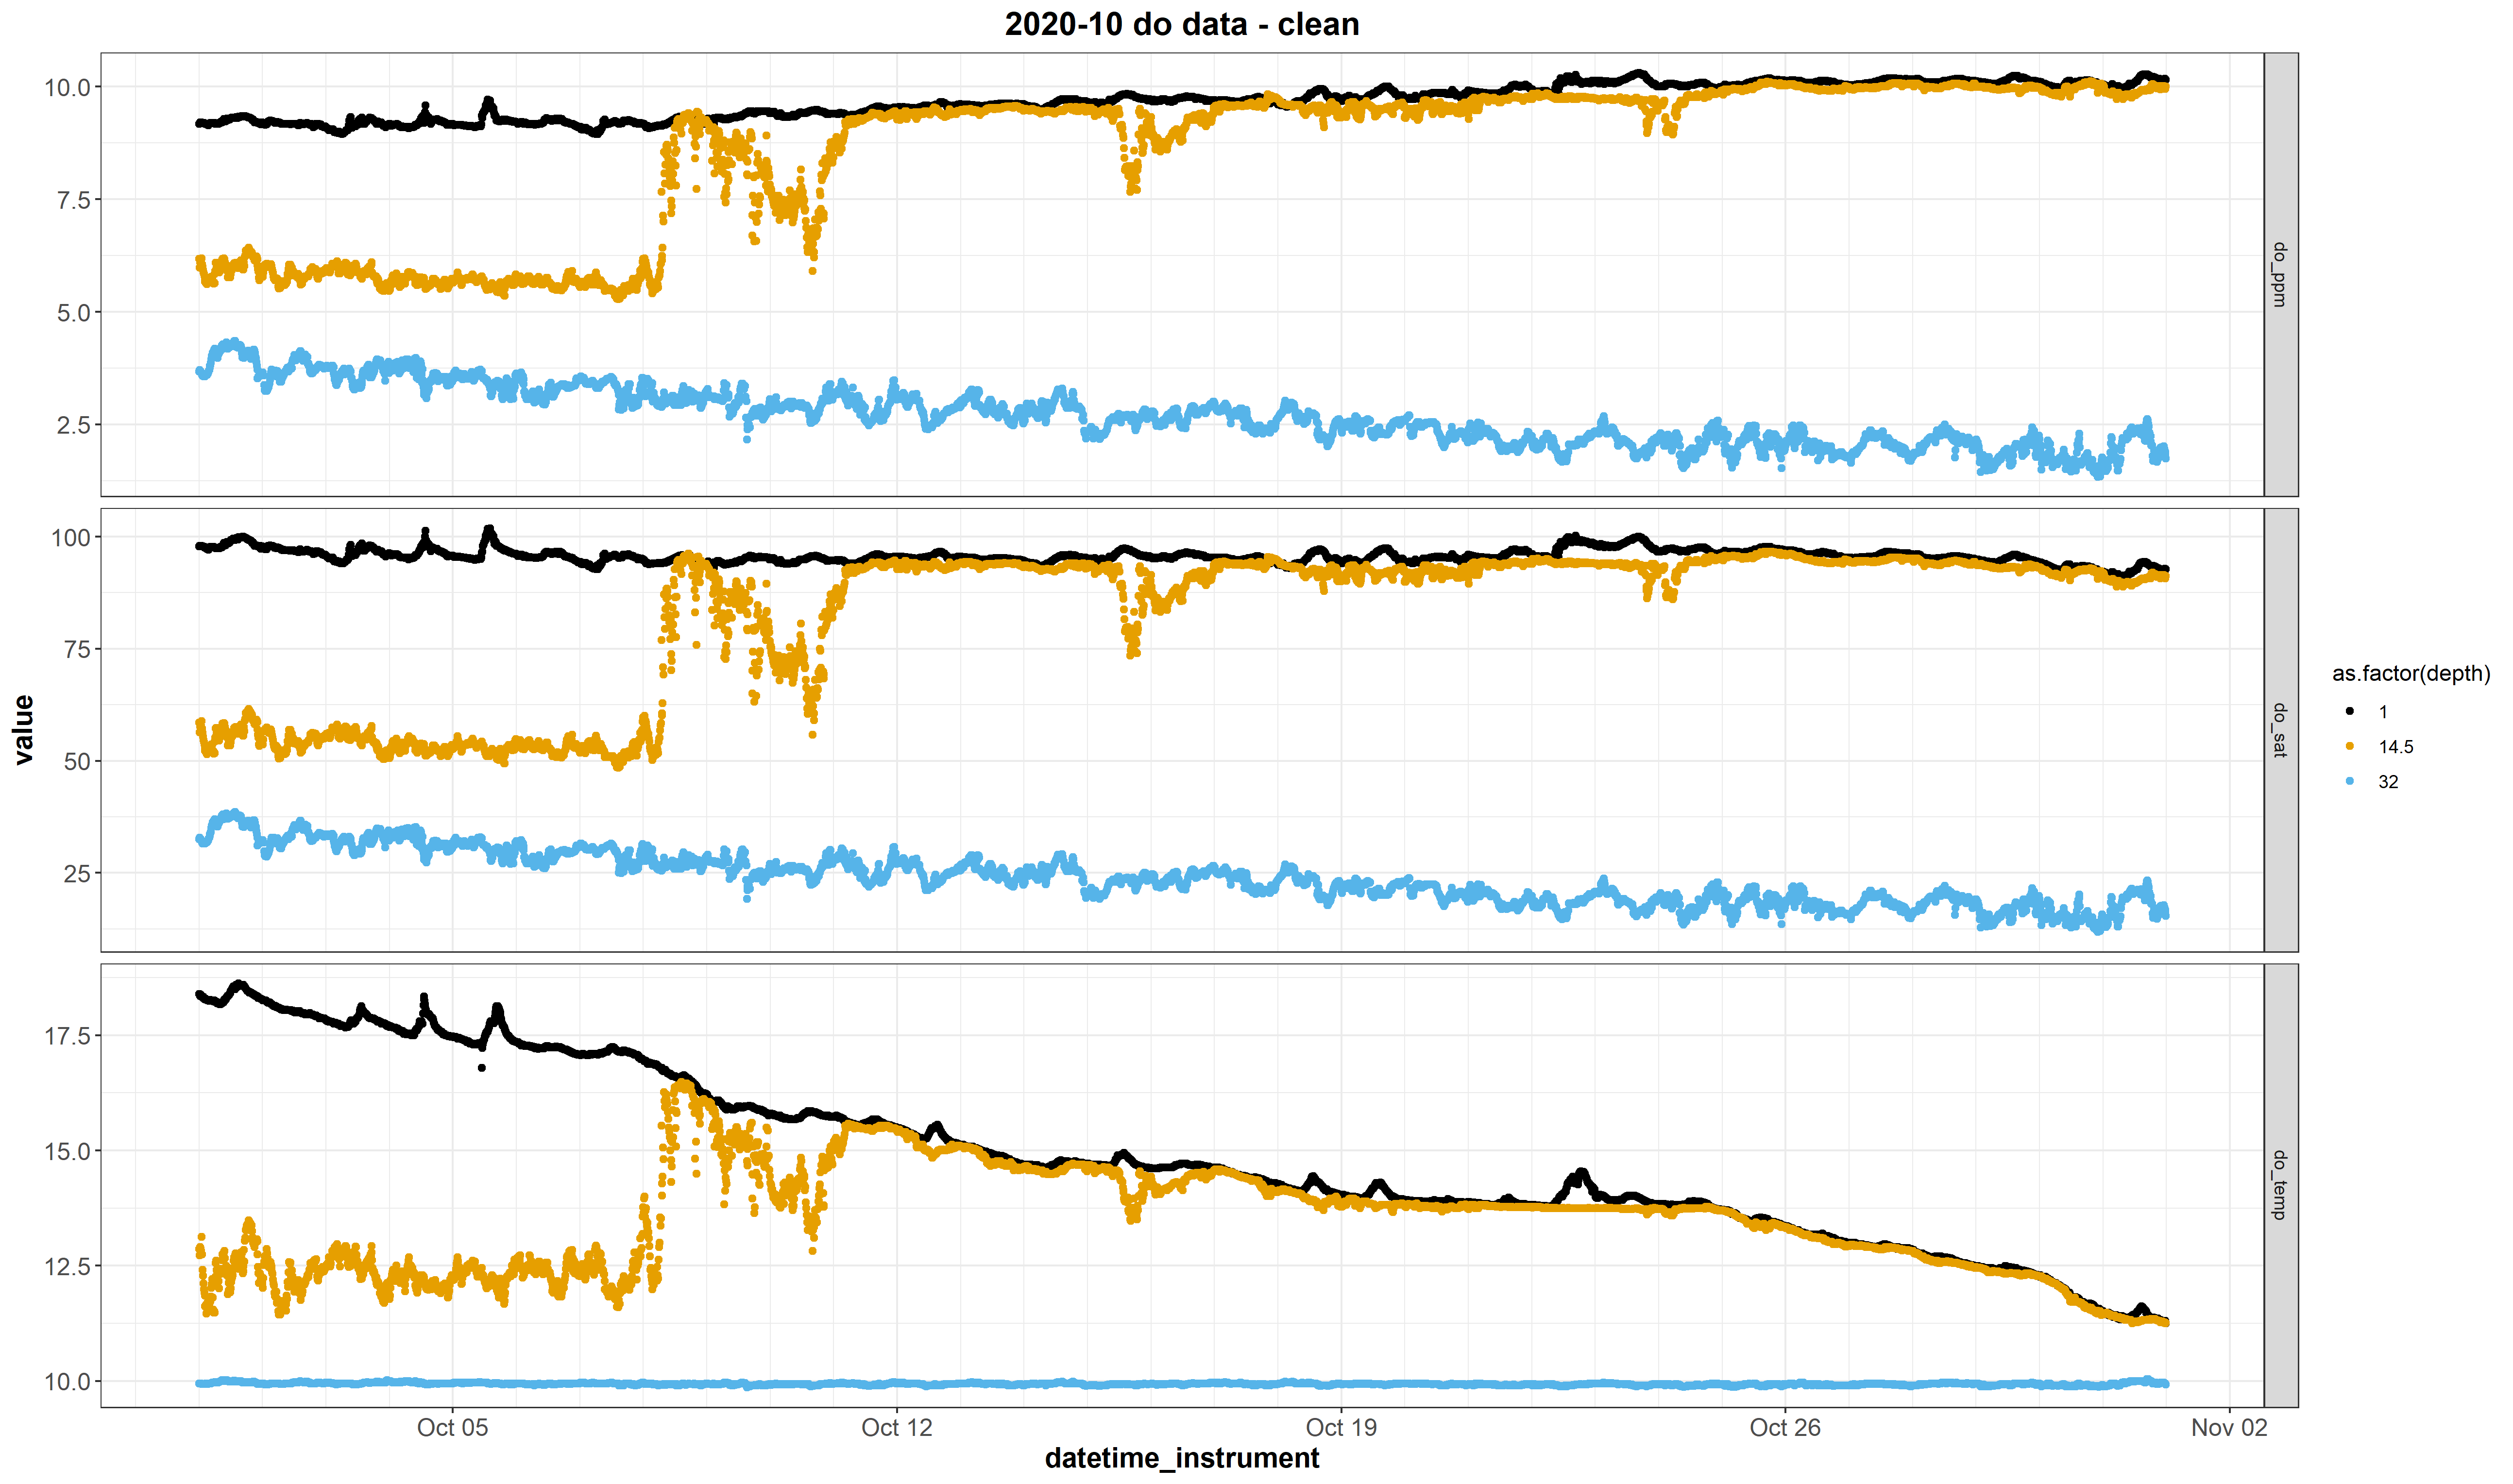 2020-10 do data - clean
10.0
7.5
5.0
2.5
do_ppm
100
75
50
25
do_sat
value
17.5
15.0
12.5
10.0
do_temp
Oct 05
Oct 12
Oct 19
Oct 26
Nov 02
datetime_instrument
as.factor(depth)
1
14.5
32